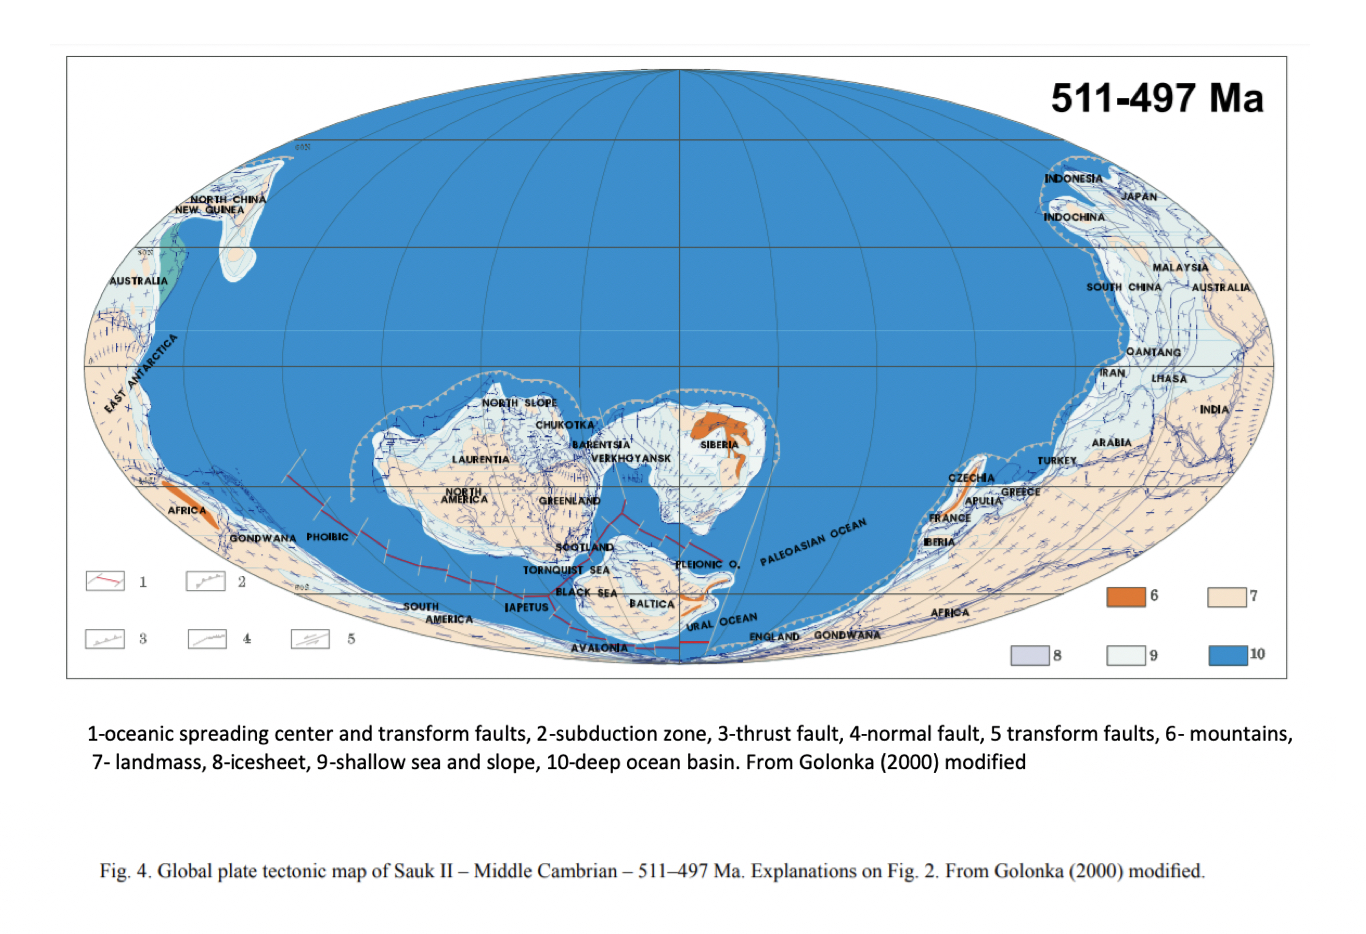 511-497 Ma
60°N
INDONESIA
JAPAN
NORTH CHINA
NEW GUINEA
INDOCHINA
30°N
MALAYSIA
AUSTRALIA
SOUTH CHINA
AUSTRALIA
QANTANG
EAST ANTARCTICA
IRAN
LHASA
NORTH SLOPE
INDIA
CHUKOTKA
BARENTSIA
SIBERIA
ARABIA
LAURENTIA
VERKHOYANSK
TURKEY
CZECHIA
NORTH
AMERICA
GREENLAND
APULIA
GREECE
AFRICA
FRANCE
GONDWANA
PHOIBIC
PALEOASIAN OCEAN
IBERIA
SCOTLAND
PLEIONIC O.
TORNQUIST SEA
1
2
60°S
BLACK SEA
6
7
SOUTH
AMERICA
IAPETUS
BALTICA
AFRICA
URAL OCEAN
3
4
5
ENGLAND
GONDWANA
AVALONIA
8
9
10
1-oceanic spreading center and transform faults, 2-subduction zone, 3-thrust fault, 4-normal fault, 5 transform faults, 6- mountains,
7- landmass, 8-icesheet, 9-shallow sea and slope, 10-deep ocean basin. From Golonka (2000) modified
Fig. 4. Global plate tectonic map of Sauk II – Middle Cambrian – 511–497 Ma. Explanations on Fig. 2. From Golonka (2000) modified.